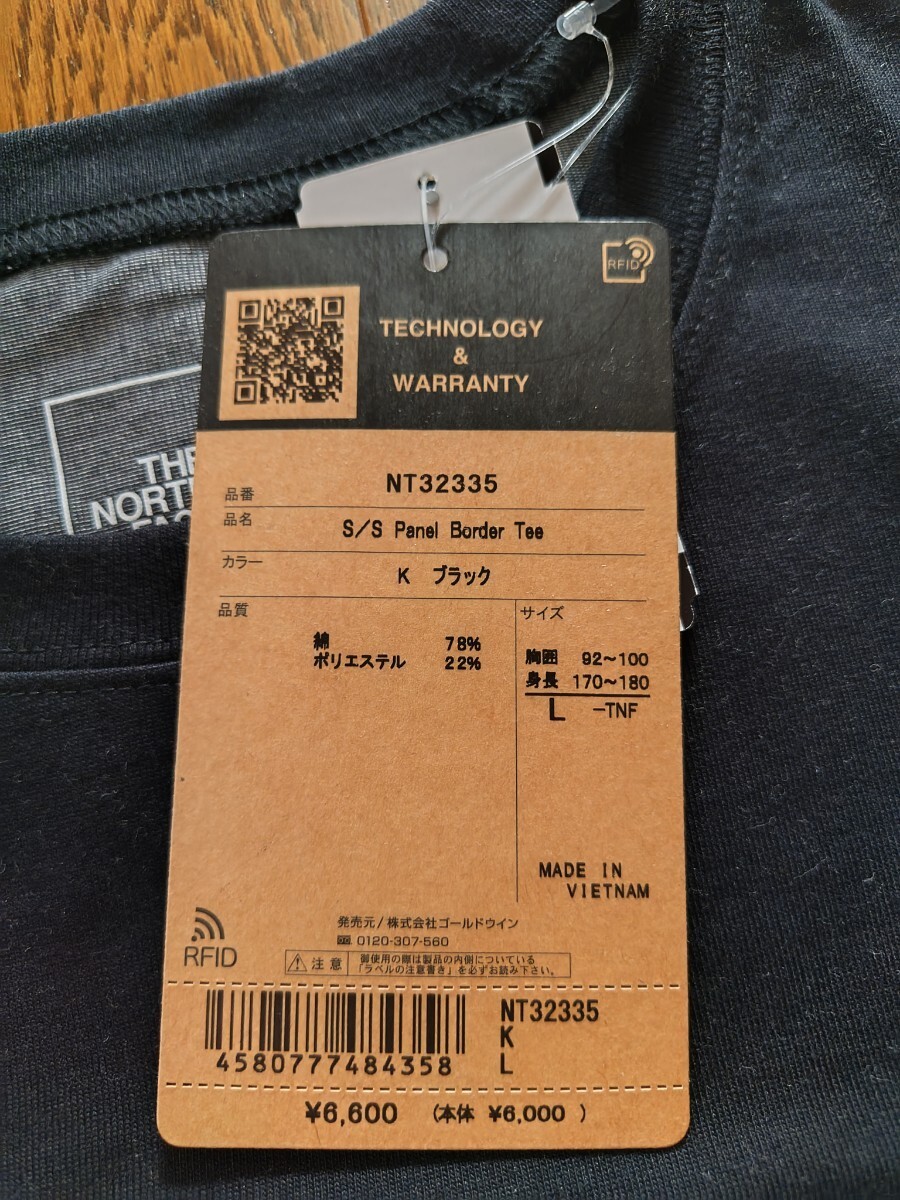 RFID
TECHNOLOGY
&
WARRANTY
THE
NORTH
FACE
品番 NT32335
品名 S/S Panel Border Tee
カラー K ブラック
品質
綿 78%
ポリエステル 22%
サイズ
胸囲 92〜100
身長 170〜180
L -TNF
MADE IN
VIETNAM
RFID
発売元/株式会社ゴールドウイン
0120-307-560
注意 御使用の際は製品の内側についている
「ラベルの注意書き」を必ずお読み下さい。
4580777484358
NT32335
K
L
¥6,600 (本体 ¥6,000 )